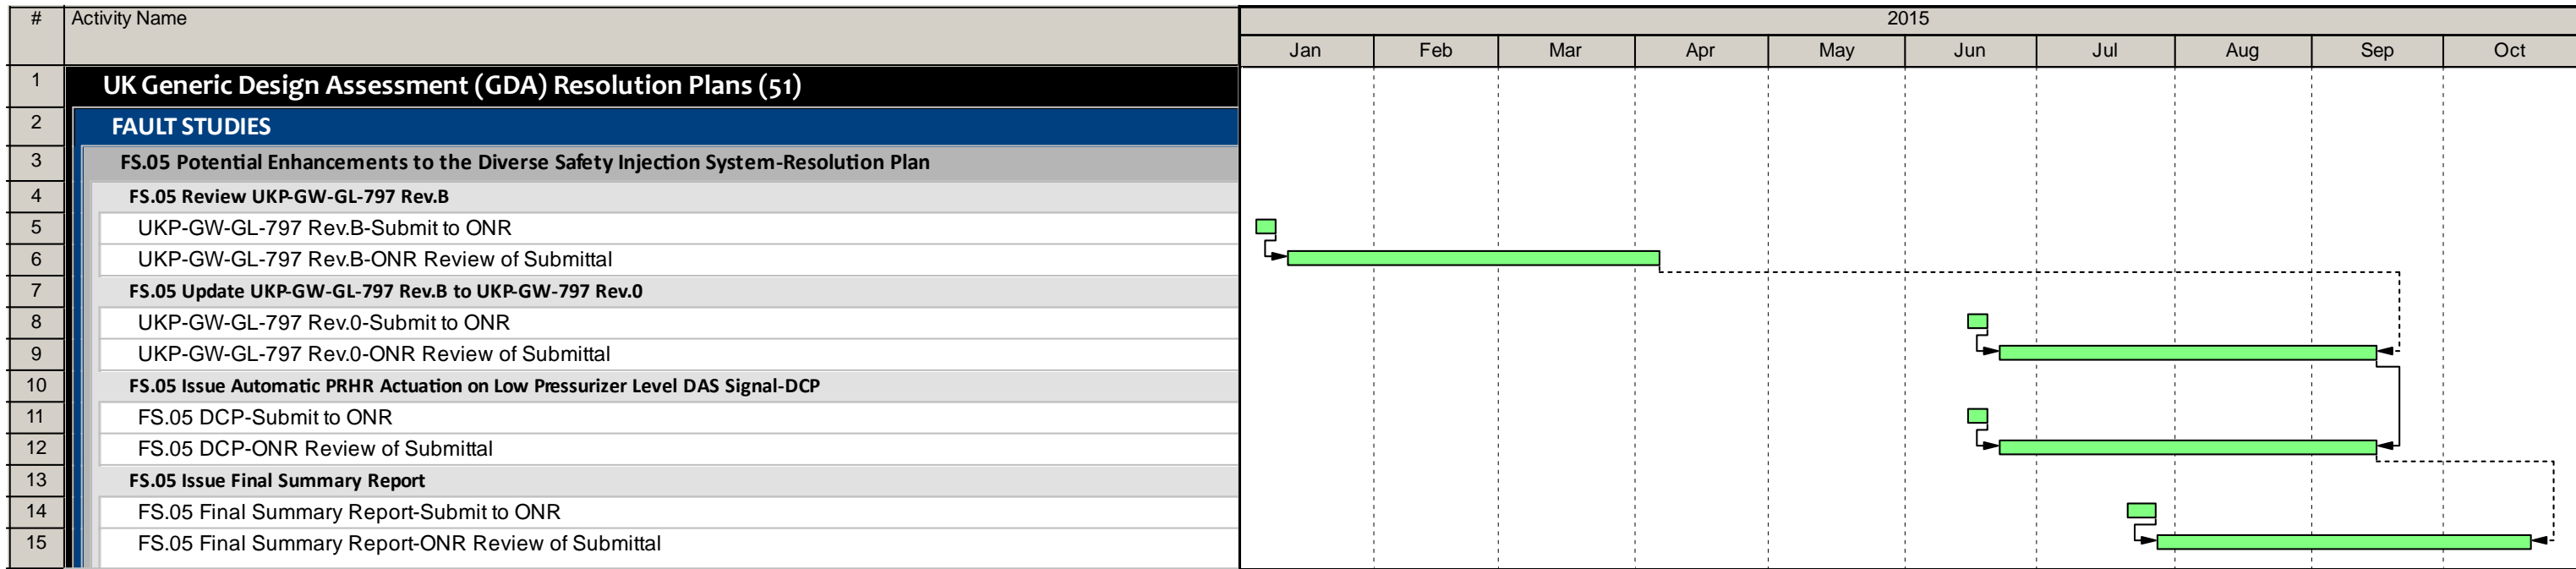 # Activity Name 2015
Jan Feb Mar Apr May Jun Jul Aug Sep Oct
1 UK Generic Design Assessment (GDA) Resolution Plans (51)
2 FAULT STUDIES
3 FS.05 Potential Enhancements to the Diverse Safety Injection System-Resolution Plan
4 FS.05 Review UKP-GW-GL-797 Rev.B
5 UKP-GW-GL-797 Rev.B-Submit to ONR
6 UKP-GW-GL-797 Rev.B-ONR Review of Submittal
7 FS.05 Update UKP-GW-GL-797 Rev.B to UKP-GW-797 Rev.0
8 UKP-GW-GL-797 Rev.0-Submit to ONR
9 UKP-GW-GL-797 Rev.0-ONR Review of Submittal
10 FS.05 Issue Automatic PRHR Actuation on Low Pressurizer Level DAS Signal-DCP
11 FS.05 DCP-Submit to ONR
12 FS.05 DCP-ONR Review of Submittal
13 FS.05 Issue Final Summary Report
14 FS.05 Final Summary Report-Submit to ONR
15 FS.05 Final Summary Report-ONR Review of Submittal